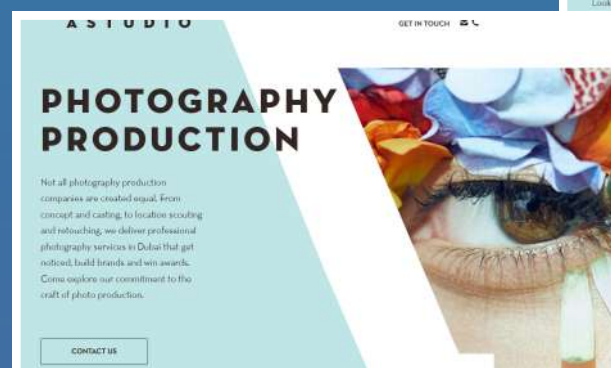 Look
ASTUDIO
GET IN TOUCH
PHOTOGRAPHY
PRODUCTION
Not all photography production
companies are created equal. From
concept and casting, to location scouting
and retouching, we deliver professional
photography services in Dubai that get
noticed, build brands and win awards.
Come explore our commitment to the
craft of photo production.
CONTACT US